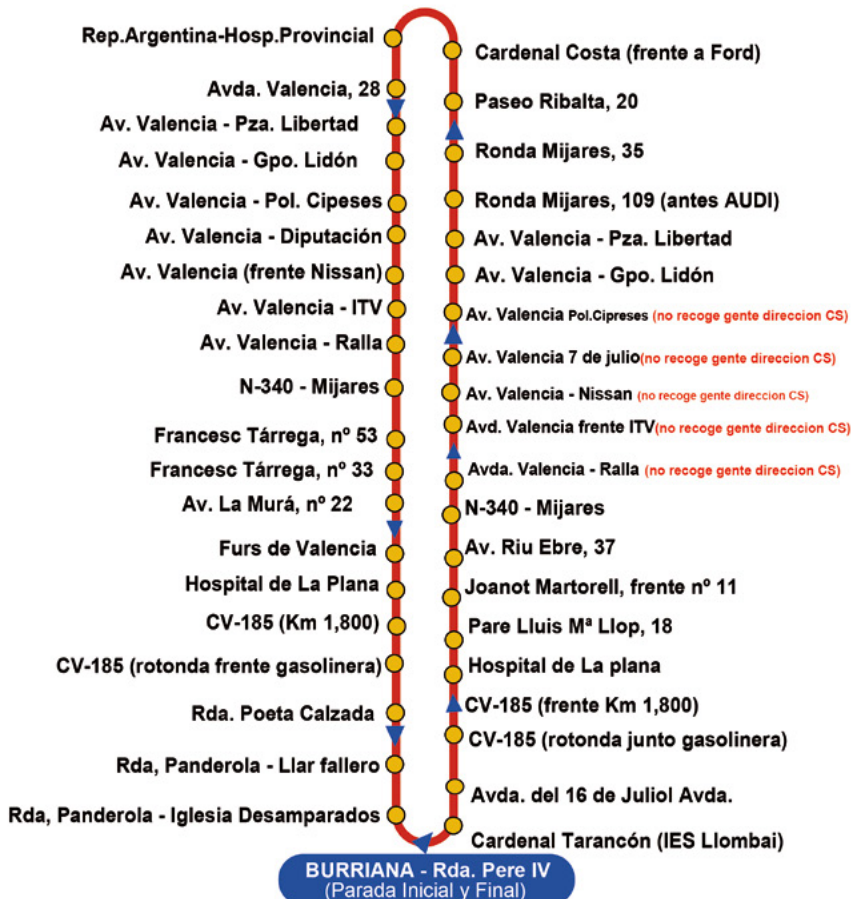 Rep.Argentina-Hosp.Provincial
Avda. Valencia, 28
Av. Valencia - Pza. Libertad
Av. Valencia - Gpo. Lidón
Av. Valencia - Pol. Cipeses
Av. Valencia - Diputación
Av. Valencia (frente Nissan)
Av. Valencia - ITV
Av. Valencia - Ralla
N-340 - Mijares
Francesc Tárrega, nº 53
Francesc Tárrega, nº 33
Av. La Murá, nº 22
Furs de Valencia
Hospital de La Plana
CV-185 (Km 1,800)
CV-185 (rotonda frente gasolinera)
Rda. Poeta Calzada
Rda, Panderola - Llar fallero
Rda, Panderola - Iglesia Desamparados
Cardenal Costa (frente a Ford)
Paseo Ribalta, 20
Ronda Mijares, 35
Ronda Mijares, 109 (antes AUDI)
Av. Valencia - Pza. Libertad
Av. Valencia - Gpo. Lidón
Av. Valencia Pol.Cipreses (no recoge gente direccion CS)
Av. Valencia 7 de julio(no recoge gente direccion CS)
Av. Valencia - Nissan (no recoge gente direccion CS)
Avd. Valencia frente ITV(no recoge gente direccion CS)
Avda. Valencia - Ralla (no recoge gente direccion CS)
N-340 - Mijares
Av. Riu Ebre, 37
Joanot Martorell, frente nº 11
Pare Lluis Mª Llop, 18
Hospital de La plana
CV-185 (frente Km 1,800)
CV-185 (rotonda junto gasolinera)
Avda. del 16 de Juliol Avda.
Cardenal Tarancón (IES Llombai)
BURRIANA - Rda. Pere IV
(Parada Inicial y Final)